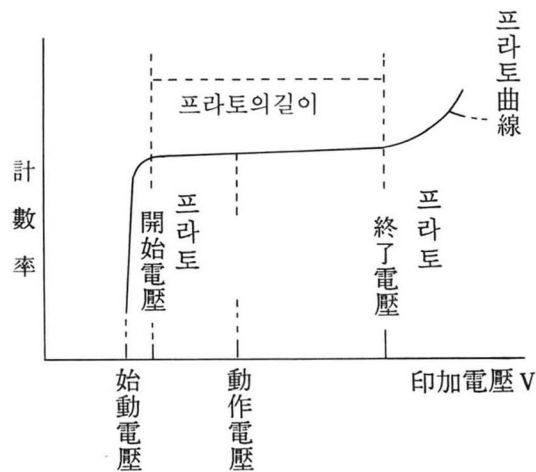 프라토曲線
프라토의길이
計數率
프라토
開始電壓
프라토
終了電壓
始動電壓
動作電壓
印加電壓 V